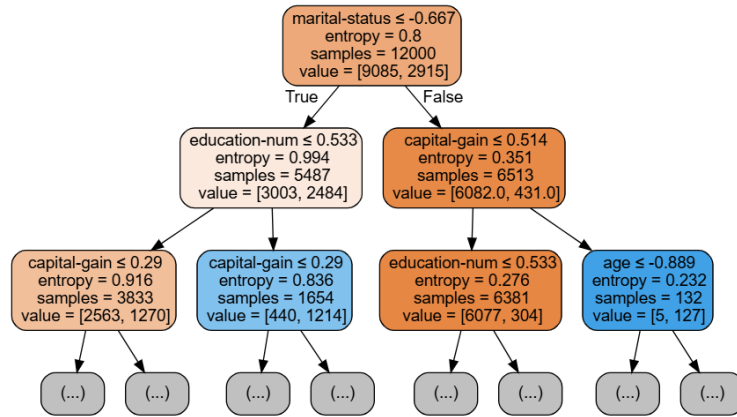 marital-status ≤ -0.667
entropy = 0.8
samples = 12000
value = [9085, 2915]
True
False
education-num ≤ 0.533
entropy = 0.994
samples = 5487
value = [3003, 2484]
capital-gain ≤ 0.514
entropy = 0.351
samples = 6513
value = [6082.0, 431.0]
capital-gain ≤ 0.29
entropy = 0.916
samples = 3833
value = [2563, 1270]
capital-gain ≤ 0.29
entropy = 0.836
samples = 1654
value = [440, 1214]
education-num ≤ 0.533
entropy = 0.276
samples = 6381
value = [6077, 304]
age ≤ -0.889
entropy = 0.232
samples = 132
value = [5, 127]
(...)
(...)
(...)
(...)
(...)
(...)
(...)
(...)